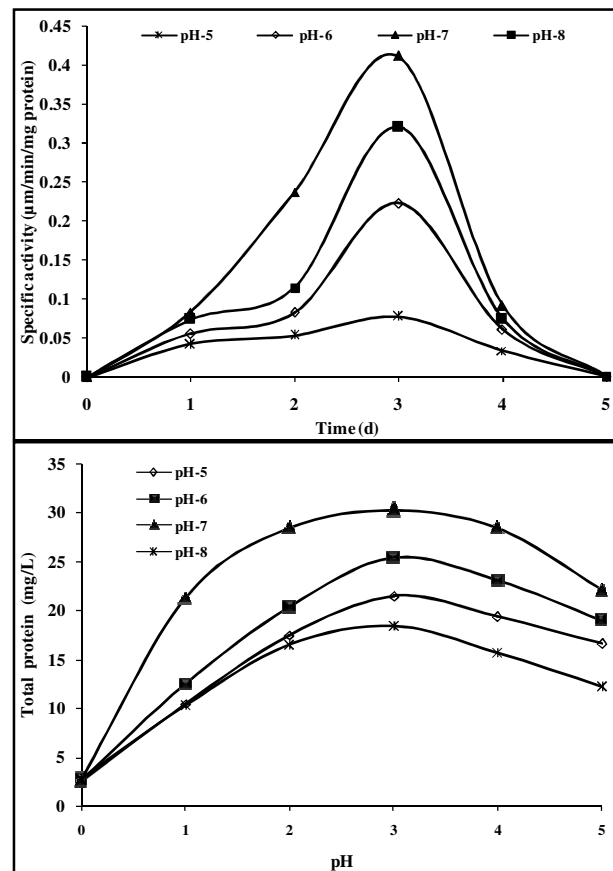 pH-5 pH-6 pH-7 pH-8
Specific activity (µm/min/mg protein)
0.45
0.4
0.35
0.3
0.25
0.2
0.15
0.1
0.05
0
0 1 2 3 4 5
Time (d)
pH-5
pH-6
pH-7
pH-8
Total protein (mg/L)
35
30
25
20
15
10
5
0
0 1 2 3 4 5
pH